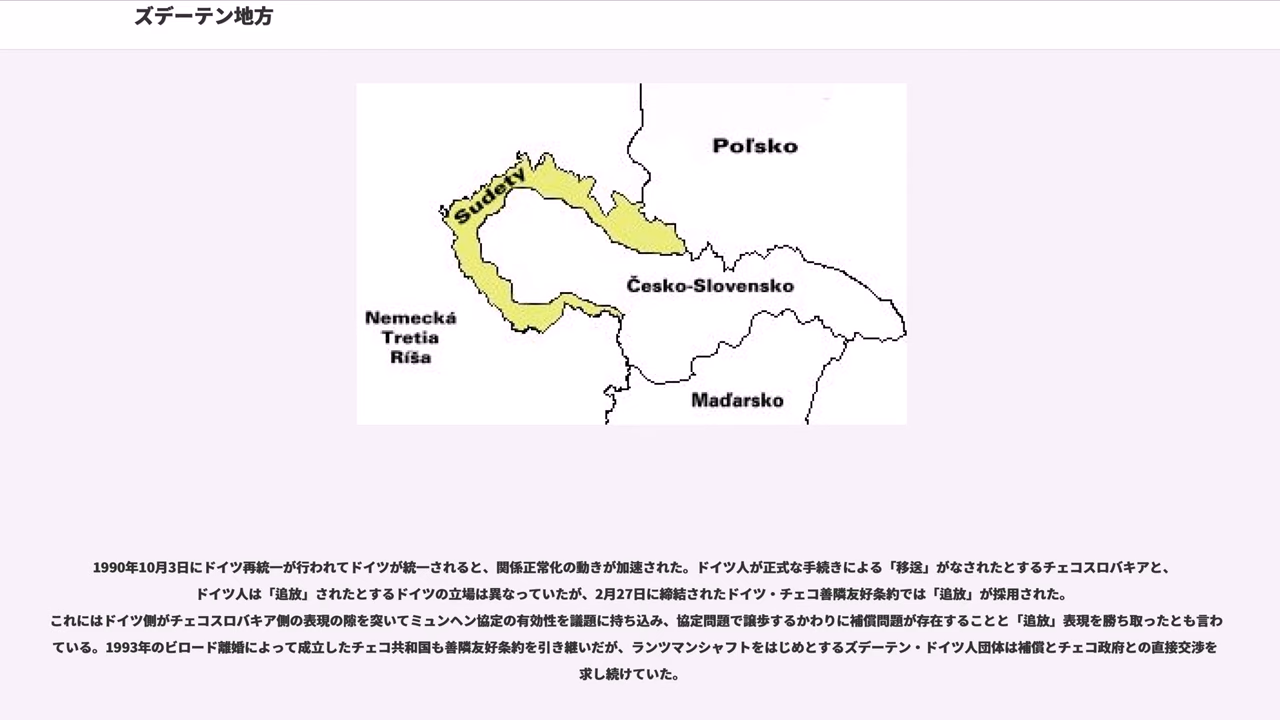 ズデーテン地方
Poľsko
Sudety
Česko-Slovensko
Nemecká
Tretia
Ríša
Maďarsko
1990年10月3日にドイツ再統一が行われてドイツが統一されると、関係正常化の動きが加速された。ドイツ人が正式な手続きによる「移送」がなされたとするチェコスロバキアと、
ドイツ人は「追放」されたとするドイツの立場は異なっていたが、2月27日に締結されたドイツ・チェコ善隣友好条約では「追放」が採用された。
これにはドイツ側がチェコスロバキア側の表現の隙を突いてミュンヘン協定の有効性を議題に持ち込み、協定問題で譲歩するかわりに補償問題が存在することと「追放」表現を勝ち取ったとも言わ
ている。1993年のビロード離婚によって成立したチェコ共和国も善隣友好条約を引き継いだが、ランツマンシャフトをはじめとするズデーテン・ドイツ人団体は補償とチェコ政府との直接交渉を
求し続けていた。